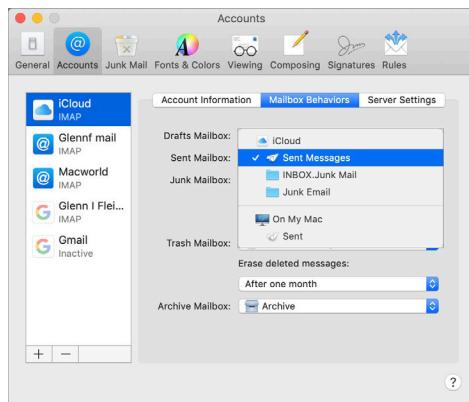 Accounts
General Accounts Junk Mail Fonts & Colors Viewing Composing Signatures Rules
iCloud
IMAP
Glennf mail
IMAP
Macworld
IMAP
Glenn I Flei...
IMAP
Gmail
Inactive
+ −
Account Information Mailbox Behaviors Server Settings
Drafts Mailbox:
iCloud
Sent Mailbox: ✓ Sent Messages
Junk Mailbox: INBOX.Junk Mail
Junk Email
On My Mac
Sent
Trash Mailbox:
Erase deleted messages:
After one month
Archive Mailbox: Archive
?